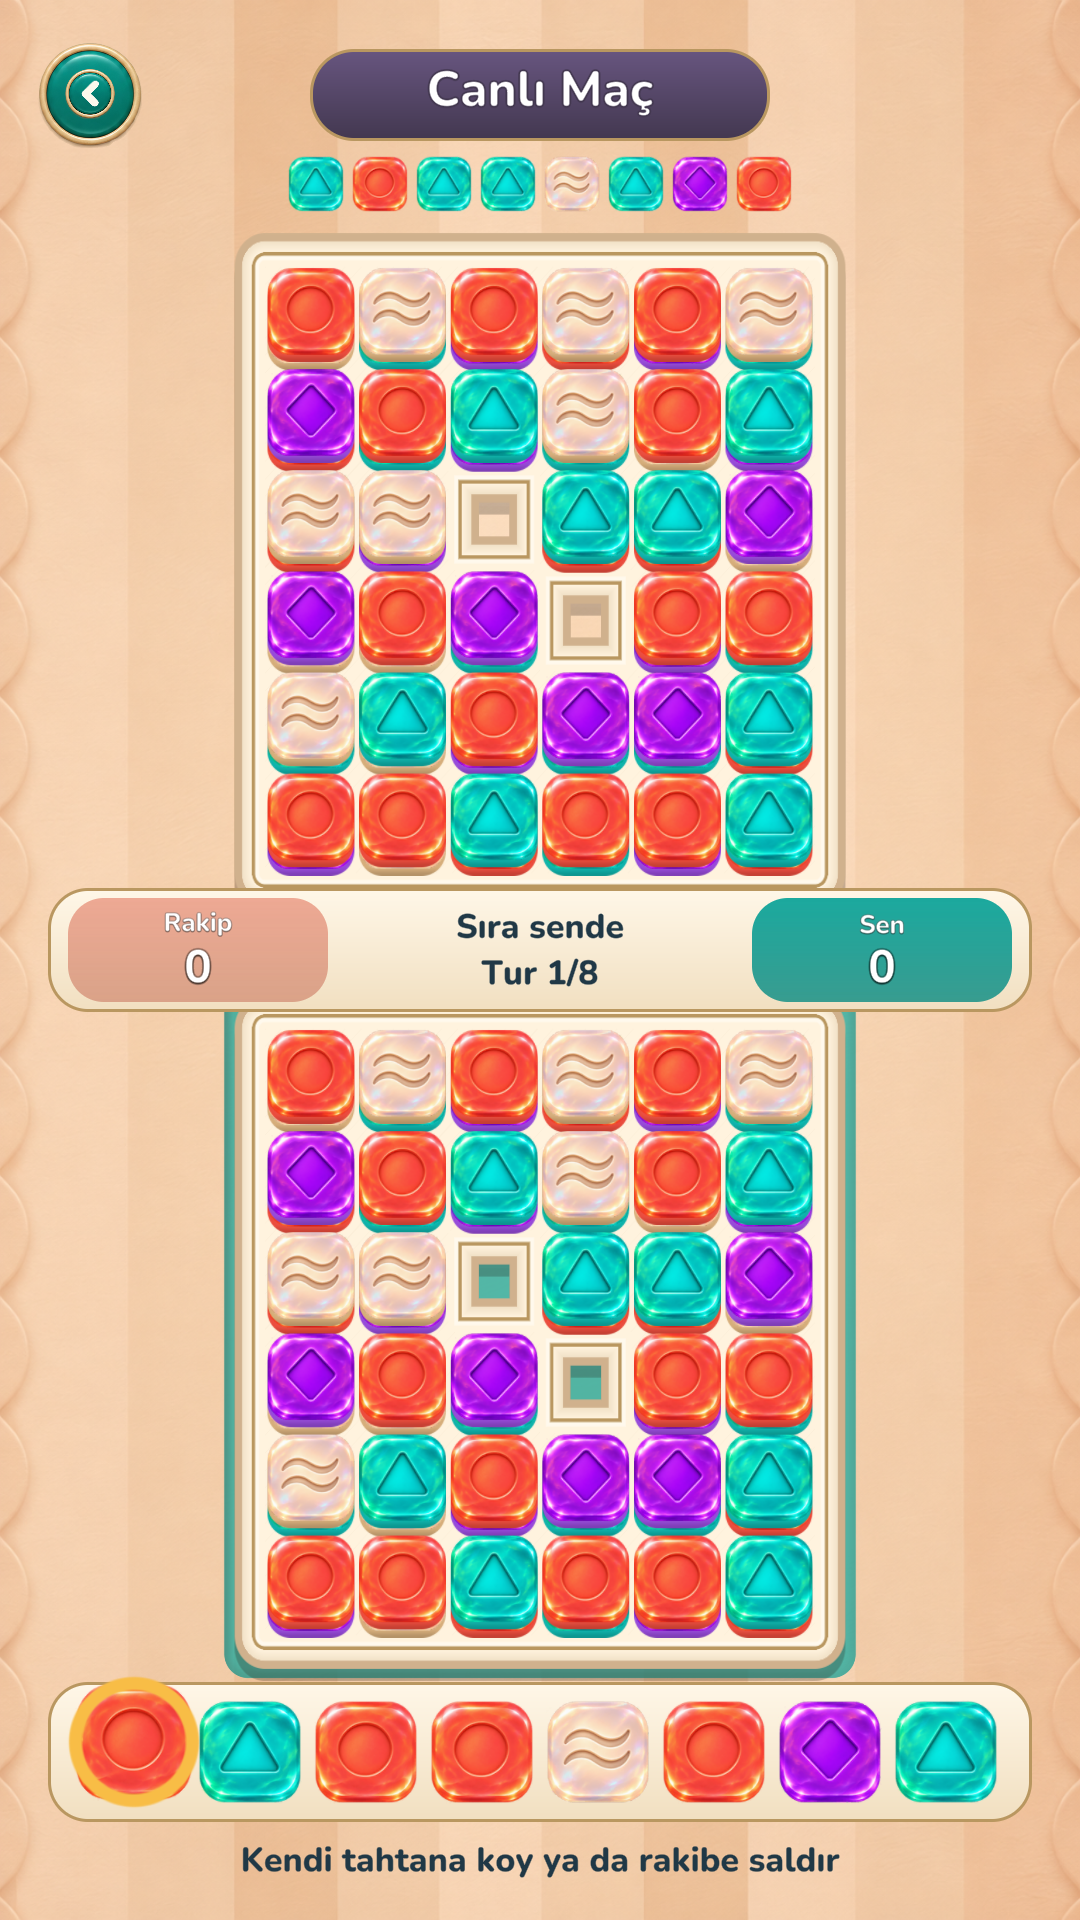 Canlı Maç
Rakip
0
Sıra sende
Tur 1/8
Sen
0
Kendi tahtana koy ya da rakibe saldır